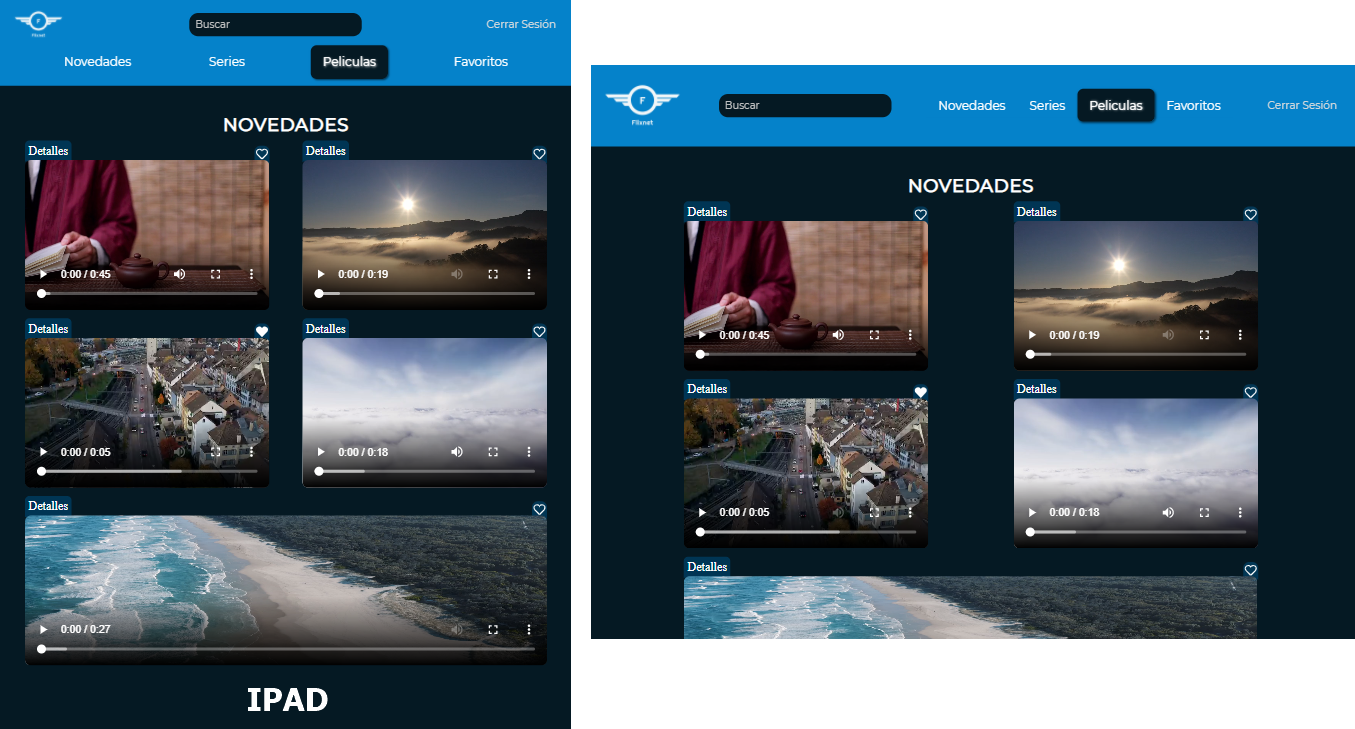 Flixnet
Buscar
Cerrar Sesión
Novedades Series Peliculas Favoritos
NOVEDADES
Detalles Detalles
0:00 / 0:45 0:00 / 0:19
Detalles Detalles
0:00 / 0:05 0:00 / 0:18
Detalles
0:00 / 0:27
IPAD
F
Flixnet
Buscar
Novedades Series Peliculas Favoritos Cerrar Sesión
NOVEDADES
Detalles Detalles
0:00 / 0:45 0:00 / 0:19
Detalles Detalles
0:00 / 0:05 0:00 / 0:18
Detalles